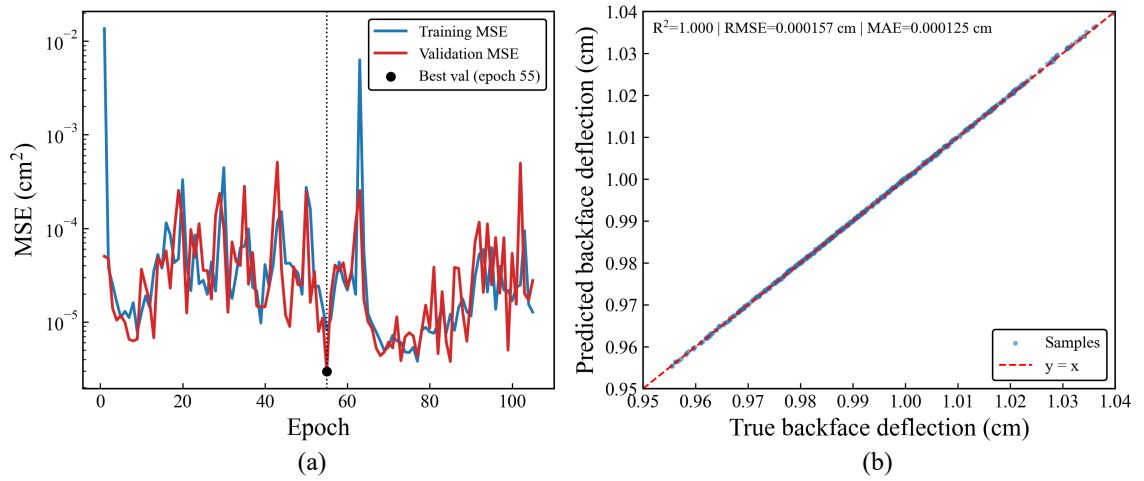 Training MSE
Validation MSE
Best val (epoch 55)
10⁻²
10⁻³
10⁻⁴
10⁻⁵
MSE (cm²)
0 20 40 60 80 100
Epoch
(a)
R²=1.000 | RMSE=0.000157 cm | MAE=0.000125 cm
1.04
1.03
1.02
1.01
1.00
0.99
0.98
0.97
0.96
0.95
Predicted backface deflection (cm)
Samples
y = x
0.95 0.96 0.97 0.98 0.99 1.00 1.01 1.02 1.03 1.04
True backface deflection (cm)
(b)